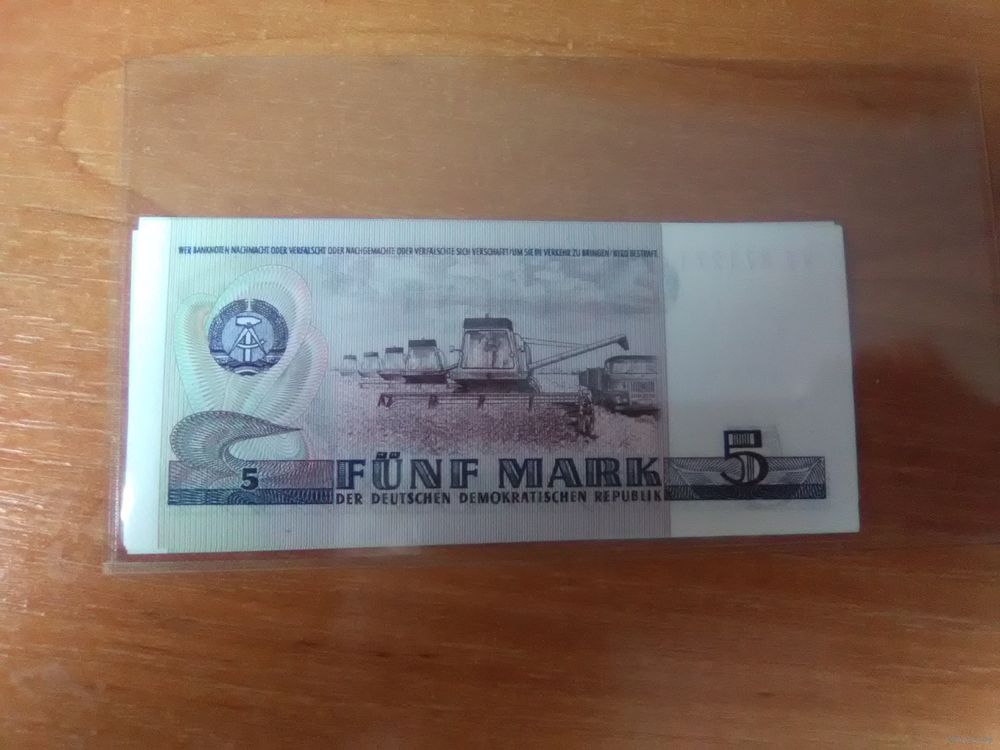 WER BANKNOTEN NACHMACHT ODER VERFÄLSCHT ODER NACHGEMACHTE ODER VERFÄLSCHTE SICH VERSCHAFFT UM SIE IN VERKEHR ZU BRINGEN WIRD BESTRAFT
5
FÜNF MARK
5
DER DEUTSCHEN DEMOKRATISCHEN REPUBLIK